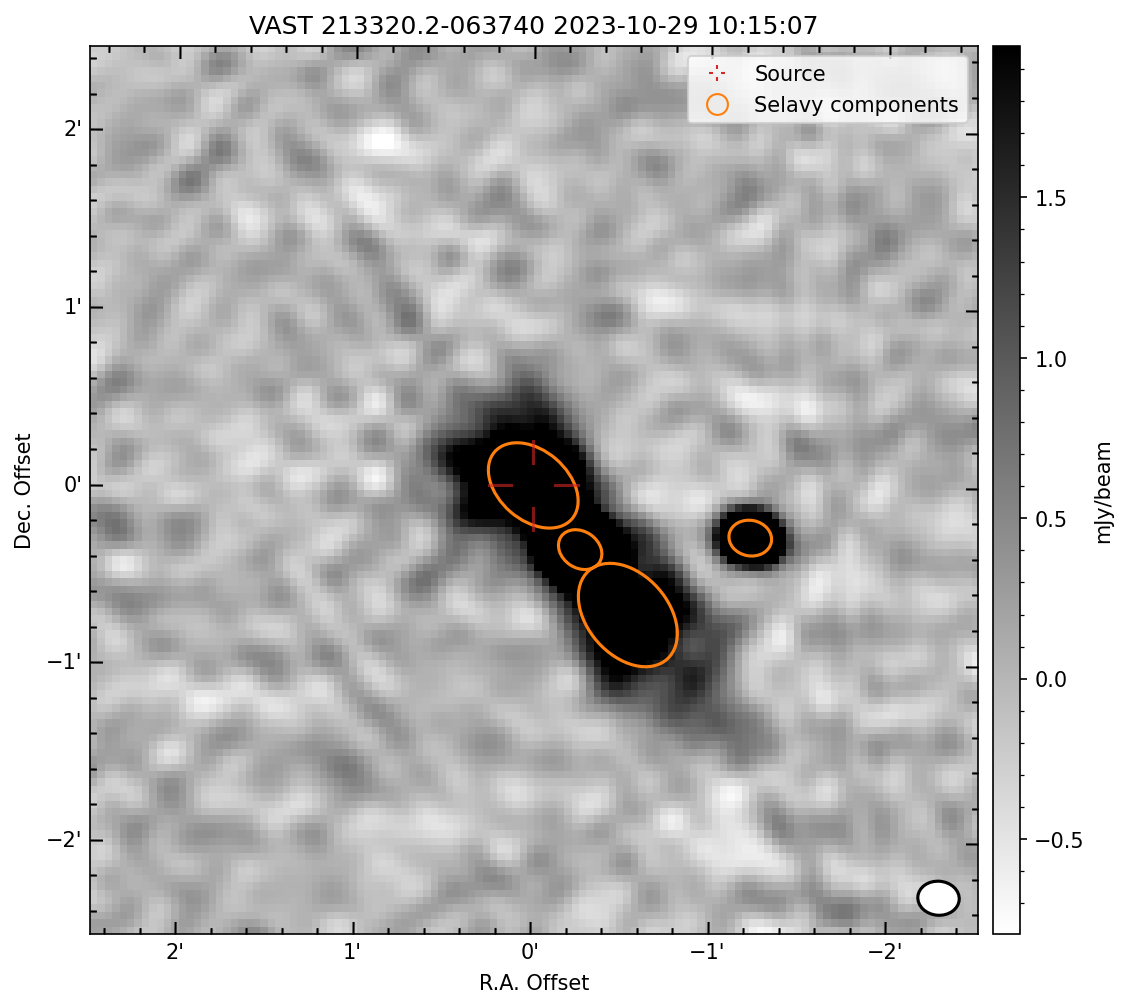 VAST 213320.2-063740 2023-10-29 10:15:07
Source
Selavy components
2'
1'
0'
−1'
−2'
Dec. Offset
2'
1'
0'
−1'
−2'
R.A. Offset
1.5
1.0
0.5
0.0
−0.5
mJy/beam